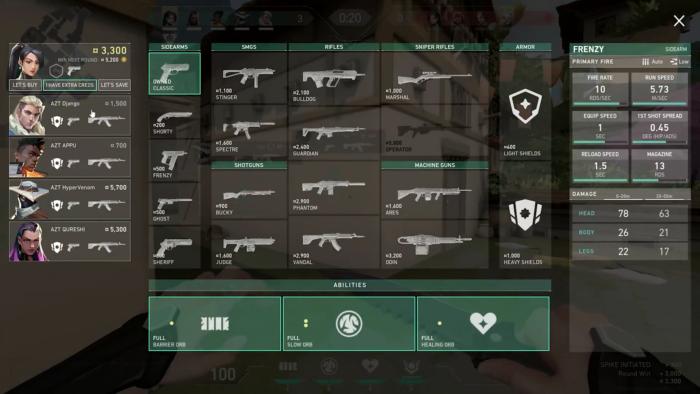 3
0:20
¤ 3,300
MIN NEXT ROUND ¤ 5,200
LET'S BUY
I HAVE EXTRA CREDS
LET'S SAVE
AZT Django ¤ 1,500
AZT APPU ¤ 700
AZT HyperVenom ¤ 5,700
AZT QURESHI ¤ 5,300
SIDEARMS
OWNED
CLASSIC
¤200
SHORTY
¤500
FRENZY
¤500
GHOST
SHERIFF
SMGS
¤1,100
STINGER
¤1,600
SPECTRE
SHOTGUNS
¤900
BUCKY
¤1,600
JUDGE
RIFLES
¤2,100
BULLDOG
¤2,400
GUARDIAN
¤2,900
PHANTOM
¤2,900
VANDAL
SNIPER RIFLES
¤1,000
MARSHAL
OPERATOR
MACHINE GUNS
¤1,600
ARES
¤3,200
ODIN
ARMOR
¤400
LIGHT SHIELDS
¤1,000
HEAVY SHIELDS
ABILITIES
FULL
BARRIER ORB
FULL
SLOW ORB
FULL
HEALING ORB
FRENZY SIDEARM
PRIMARY FIRE Auto Low
FIRE RATE
10
RDS/SEC
RUN SPEED
5.73
M/SEC
EQUIP SPEED
1
SEC
1ST SHOT SPREAD
0.45
DEG (HIP/ADS)
RELOAD SPEED
1.5
SEC
MAGAZINE
13
RDS
DAMAGE 0-20m 20-50m
HEAD 78 63
BODY 26 21
LEGS 22 17
100
SPIKE INITIATED
Round Win + 3,000